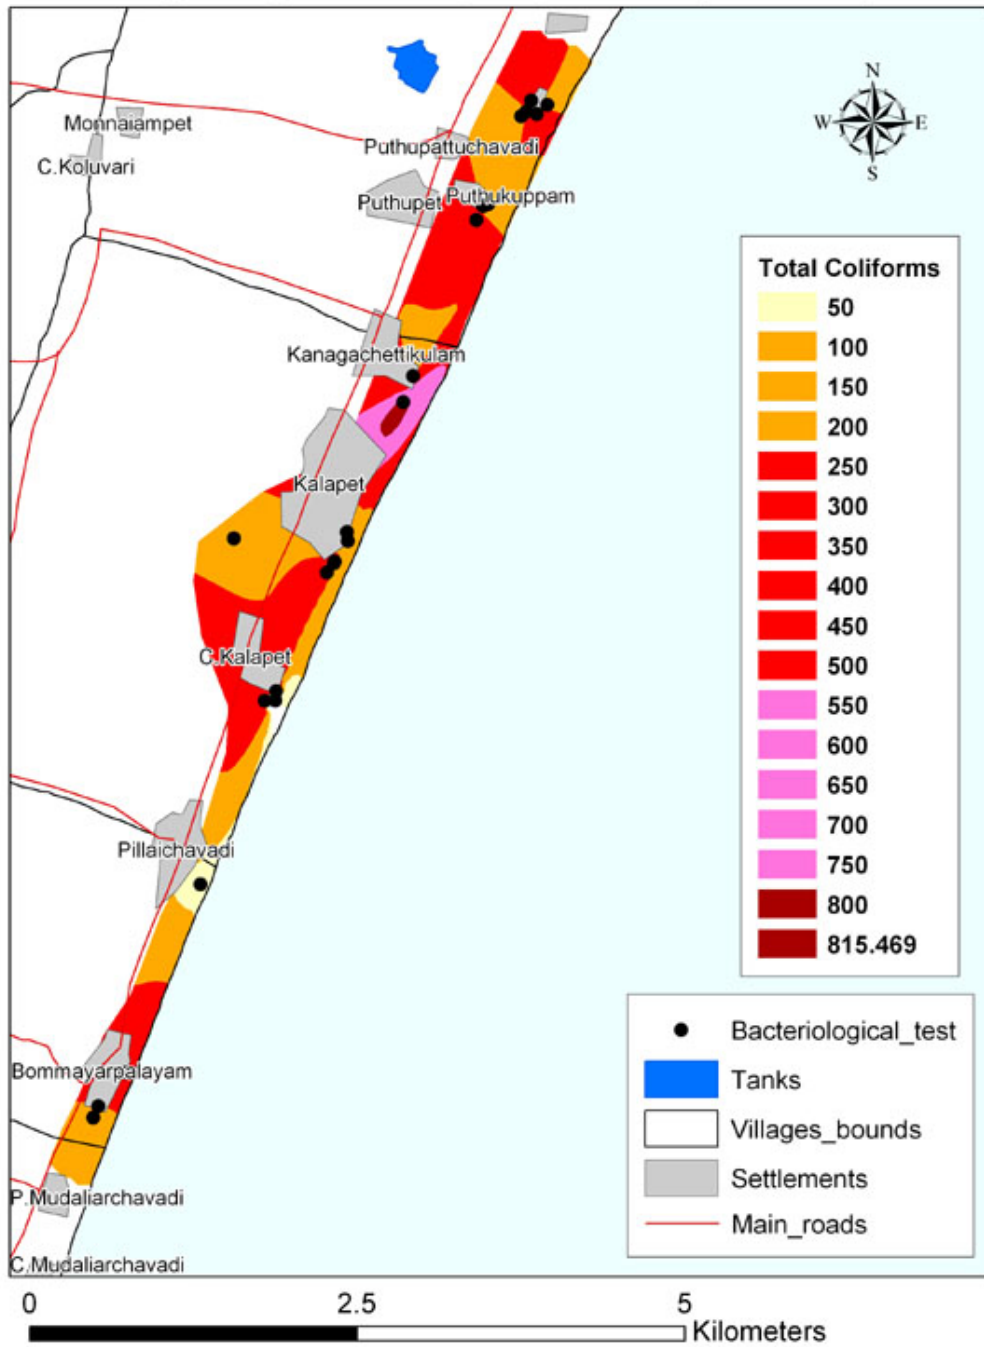 N
W E
S
Monnaiampet
C.Koluvari
Puthupattuchavadi
Puthupet
Puthukuppam
Kanagachettikulam
Kalapet
C.Kalapet
Pillaichavadi
Bommayarpalayam
P.Mudaliarchavadi
C.Mudaliarchavadi
Total Coliforms
50
100
150
200
250
300
350
400
450
500
550
600
650
700
750
800
815.469
Bacteriological_test
Tanks
Villages_bounds
Settlements
Main_roads
0 2.5 5
Kilometers